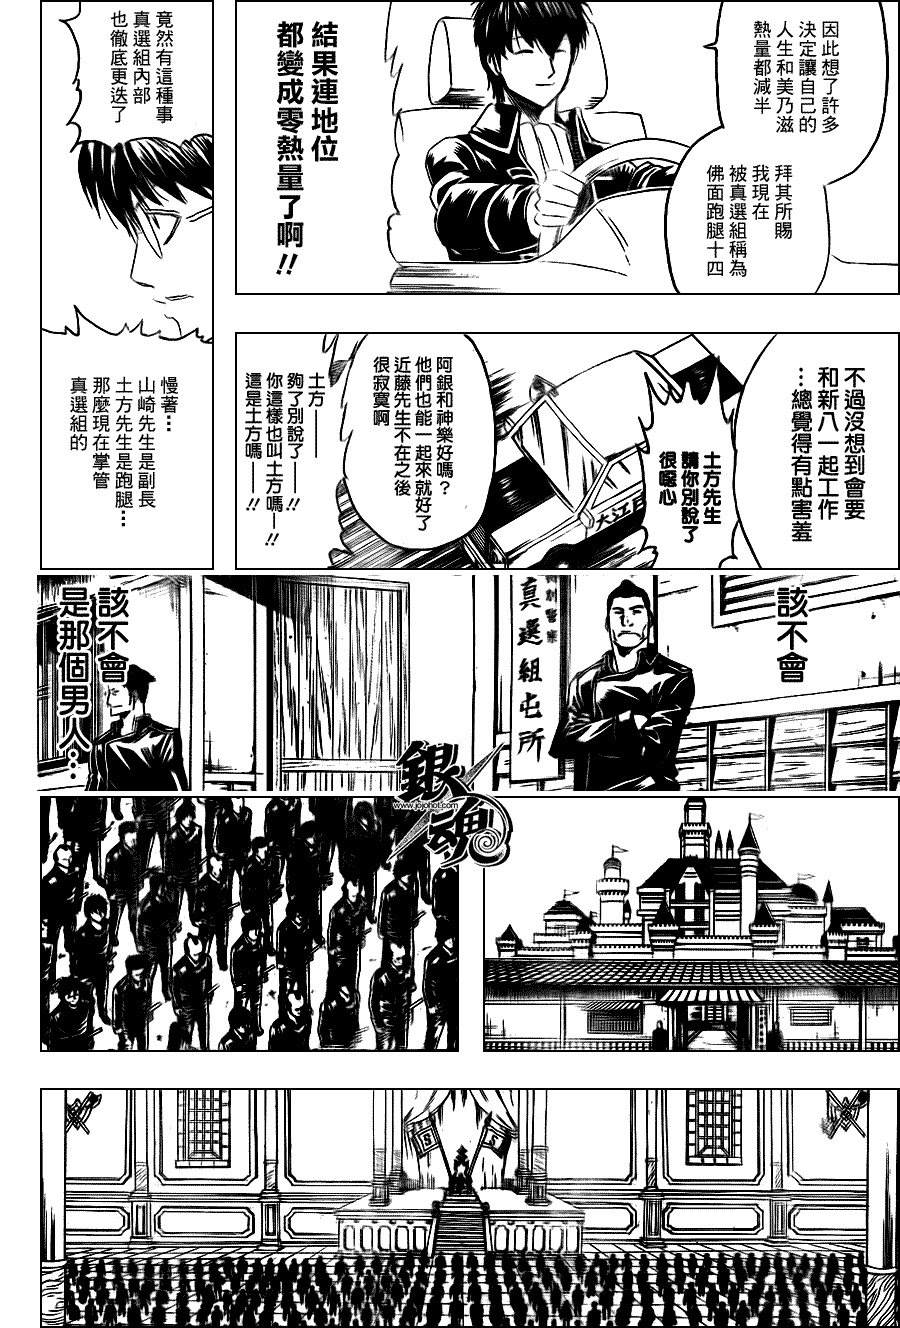 因此想了許多
決定讓自己的
人生和美乃滋
熱量都減半
拜其所賜
我現在
被真選組稱為
佛面跑腿十四
結果連地位
都變成零熱量了啊!!
竟然有這種事
真選組內部
也徹底更迭了
不過沒想到會要
和新八一起工作
…總覺得有點害羞
土方先生
請你別說了
很噁心
阿銀和神樂好嗎?
他們也能一起來就好了
近藤先生不在之後
很寂寞啊
土方——
夠了別說了——!!
你這樣也叫土方嗎—!
這是土方嗎——!!
大江戶
慢著…
山崎先生是副長
土方先生是跑腿…
那麼現在掌管
真選組的
該不會
真選組屯所
該不會
是那個男人…
銀魂
www.jojohot.com
S
S